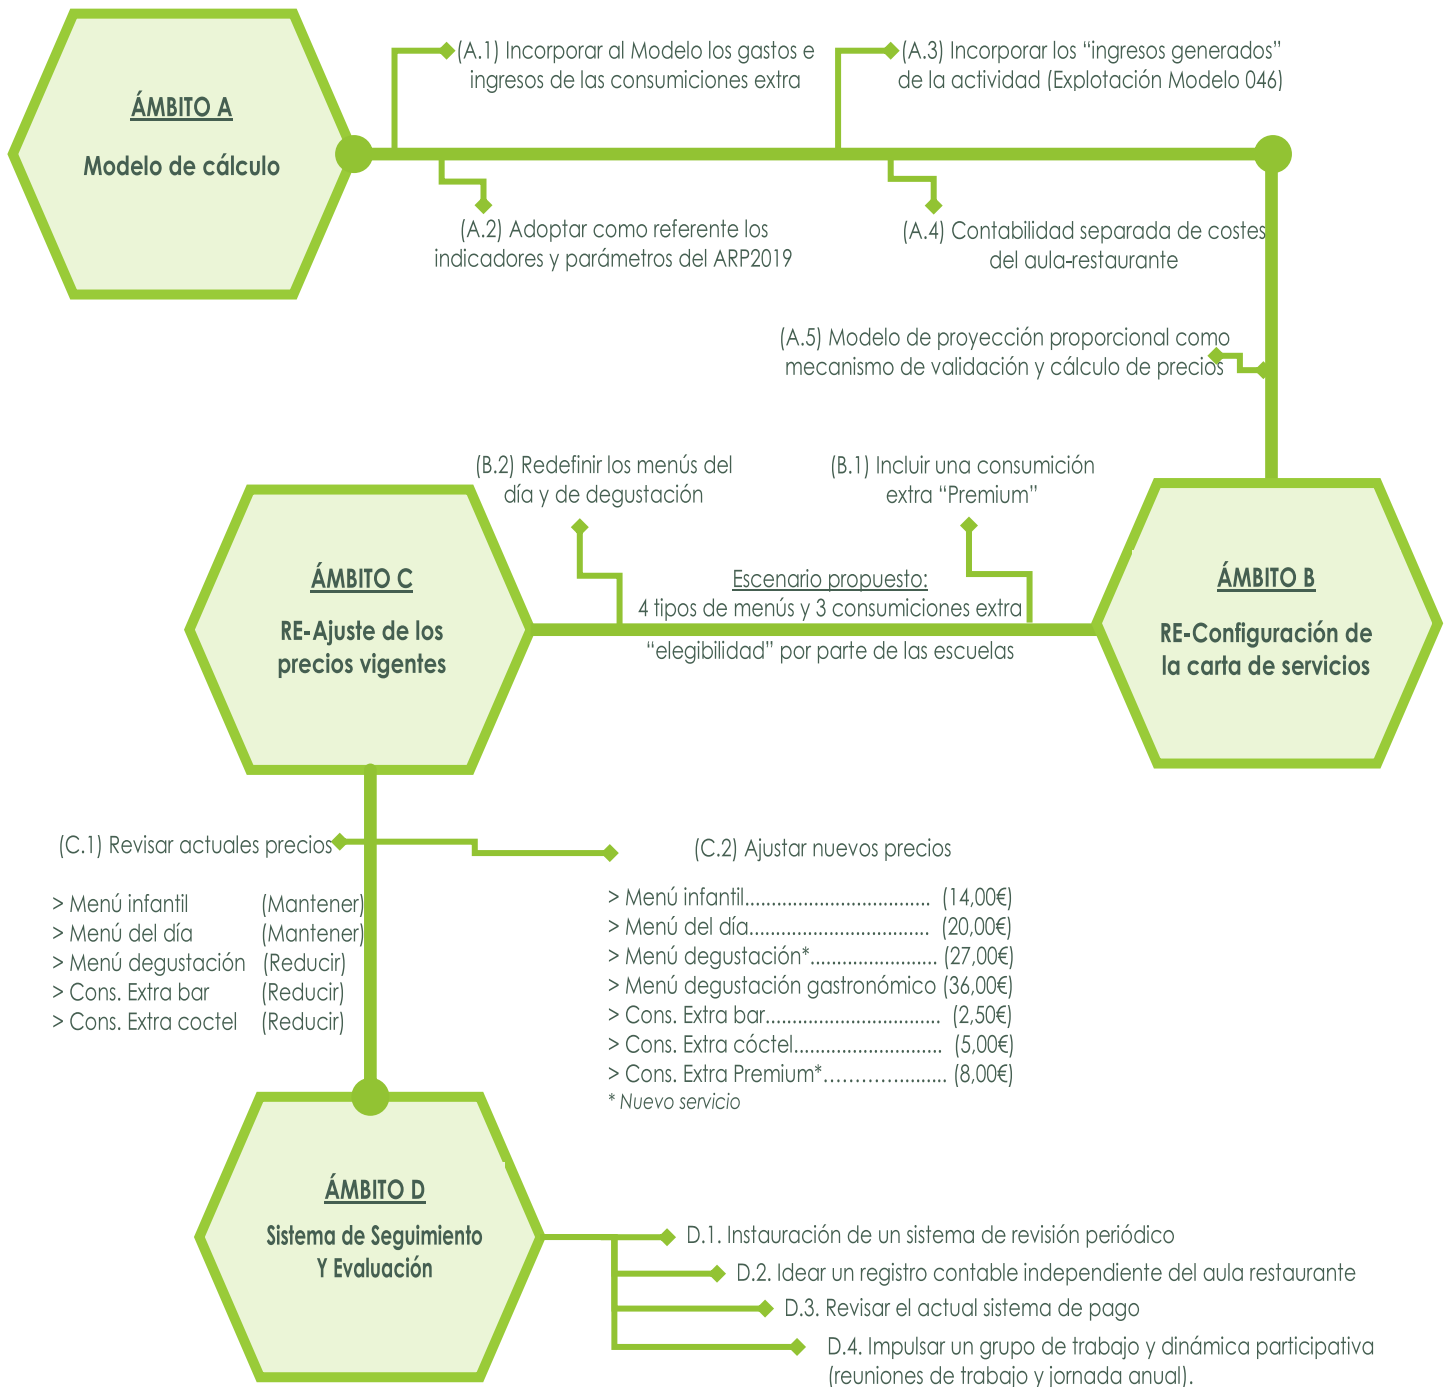 ÁMBITO A
Modelo de cálculo
(A.1) Incorporar al Modelo los gastos e
ingresos de las consumiciones extra
(A.3) Incorporar los “ingresos generados”
de la actividad (Explotación Modelo 046)
(A.2) Adoptar como referente los
indicadores y parámetros del ARP2019
(A.4) Contabilidad separada de costes
del aula-restaurante
(A.5) Modelo de proyección proporcional como
mecanismo de validación y cálculo de precios
ÁMBITO B
RE-Configuración de
la carta de servicios
(B.1) Incluir una consumición
extra “Premium”
(B.2) Redefinir los menús del
día y de degustación
Escenario propuesto:
4 tipos de menús y 3 consumiciones extra
“elegibilidad” por parte de las escuelas
ÁMBITO C
RE-Ajuste de los
precios vigentes
(C.1) Revisar actuales precios
> Menú infantil (Mantener)
> Menú del día (Mantener)
> Menú degustación (Reducir)
> Cons. Extra bar (Reducir)
> Cons. Extra coctel (Reducir)
(C.2) Ajustar nuevos precios
> Menú infantil................................... (14,00€)
> Menú del día.................................. (20,00€)
> Menú degustación*........................ (27,00€)
> Menú degustación gastronómico (36,00€)
> Cons. Extra bar................................. (2,50€)
> Cons. Extra cóctel............................ (5,00€)
> Cons. Extra Premium*…………......... (8,00€)
* Nuevo servicio
ÁMBITO D
Sistema de Seguimiento
Y Evaluación
D.1. Instauración de un sistema de revisión periódico
D.2. Idear un registro contable independiente del aula restaurante
D.3. Revisar el actual sistema de pago
D.4. Impulsar un grupo de trabajo y dinámica participativa
(reuniones de trabajo y jornada anual).